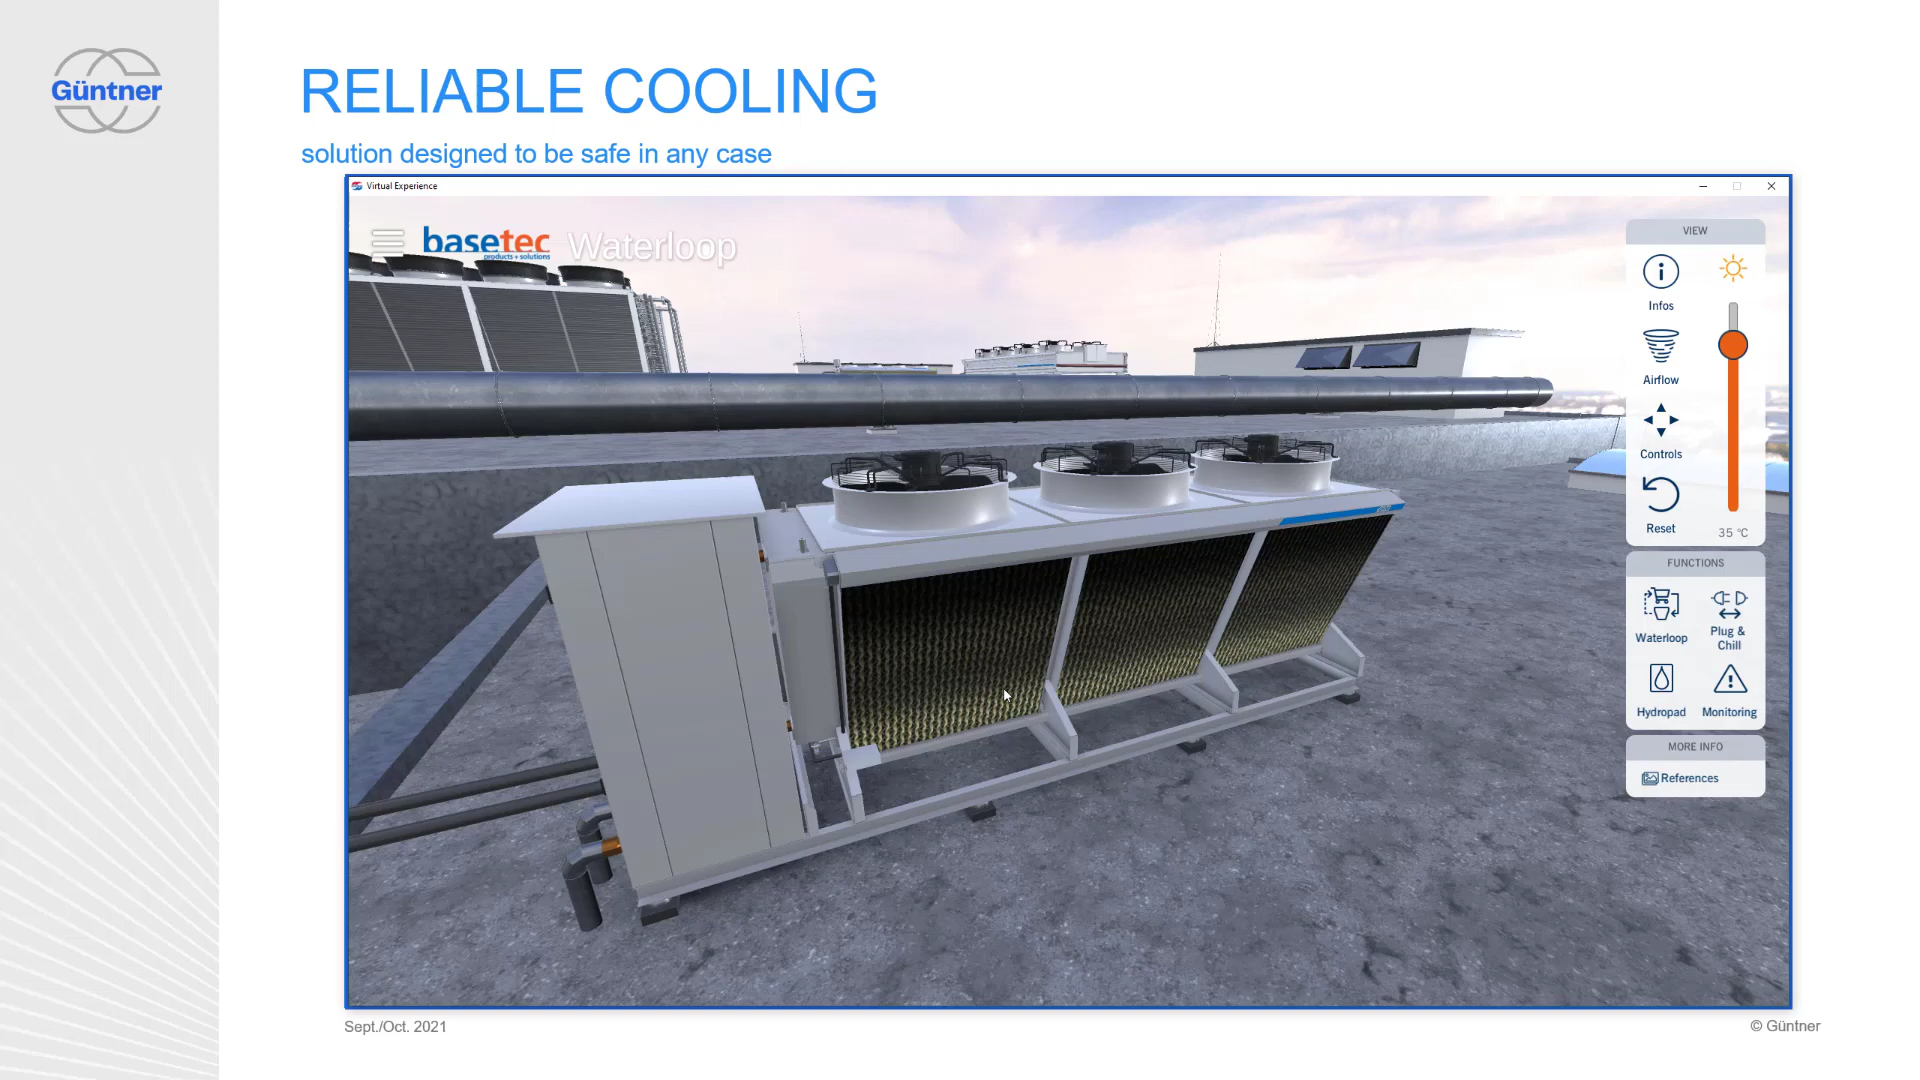 Güntner
RELIABLE COOLING
solution designed to be safe in any case
Virtual Experience
basetec
products + solutions
Waterloop
VIEW
Infos
Airflow
Controls
Reset
35 °C
FUNCTIONS
Waterloop
Plug &
Chill
Hydropad
Monitoring
MORE INFO
References
Sept./Oct. 2021
© Güntner